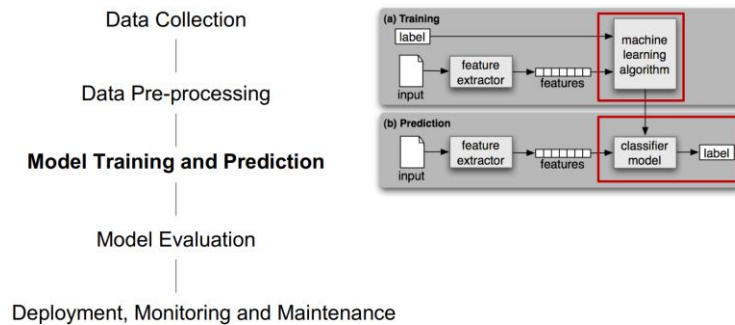 Data Collection
Data Pre-processing
Model Training and Prediction
Model Evaluation
Deployment, Monitoring and Maintenance
(a) Training
label
input
feature
extractor
features
machine
learning
algorithm
(b) Prediction
input
feature
extractor
features
classifier
model
label